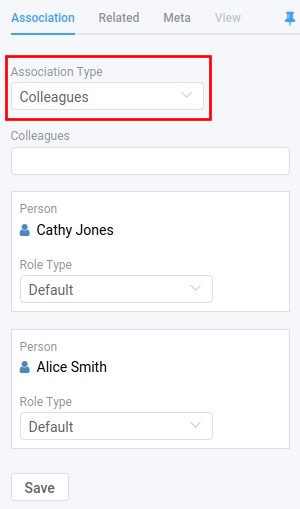 Association Related Meta View
Association Type
Colleagues
Colleagues
Person
Cathy Jones
Role Type
Default
Person
Alice Smith
Role Type
Default
Save